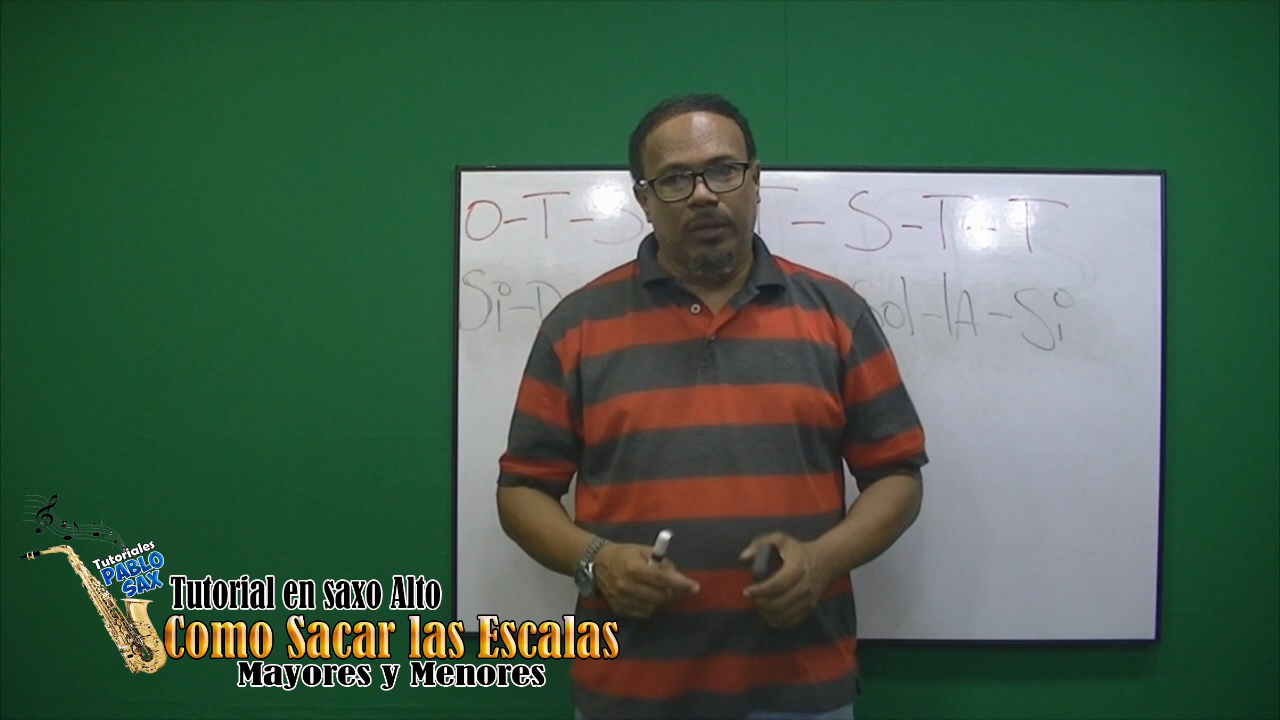 O-T-S T-S-T-T
Si-D Sol-lA-Si
Tutoriales
PABLO
SAX
Tutorial en saxo Alto
Como Sacar las Escalas
Mayores y Menores